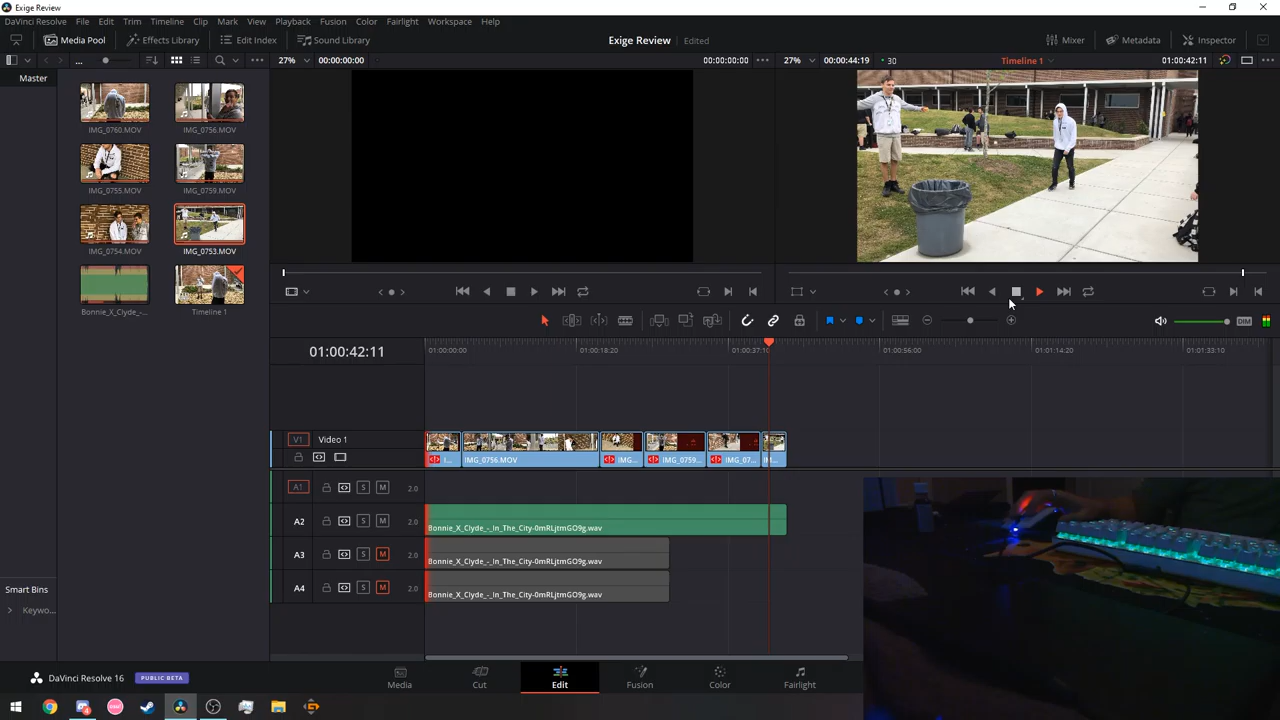 Exige Review
DaVinci Resolve File Edit Trim Timeline Clip Mark View Playback Fusion Color Fairlight Workspace Help
Media Pool Effects Library Edit Index Sound Library Exige Review Edited Mixer Metadata Inspector
... 27% 00:00:00:00 00:00:00:00 27% 00:00:44:19 30 Timeline 1 01:00:42:11
Master
IMG_0760.MOV IMG_0756.MOV
IMG_0755.MOV IMG_0759.MOV
IMG_0754.MOV IMG_0753.MOV
Bonnie_X_Clyde_-... Timeline 1
DIM
01:00:42:11 01:00:00:00 01:00:18:20 01:00:37:10 01:00:56:00 01:01:14:20 01:01:33:10
V1 Video 1
I... IMG_0756.MOV IMG... IMG_0759... IMG_07... IM...
A1 S M 2.0
A2 S M 2.0 Bonnie_X_Clyde_-_In_The_City-0mRLjtmGO9g.wav
A3 S M 2.0 Bonnie_X_Clyde_-_In_The_City-0mRLjtmGO9g.wav
A4 S M 2.0 Bonnie_X_Clyde_-_In_The_City-0mRLjtmGO9g.wav
Smart Bins
Keywo...
DaVinci Resolve 16 PUBLIC BETA Media Cut Edit Fusion Color Fairlight